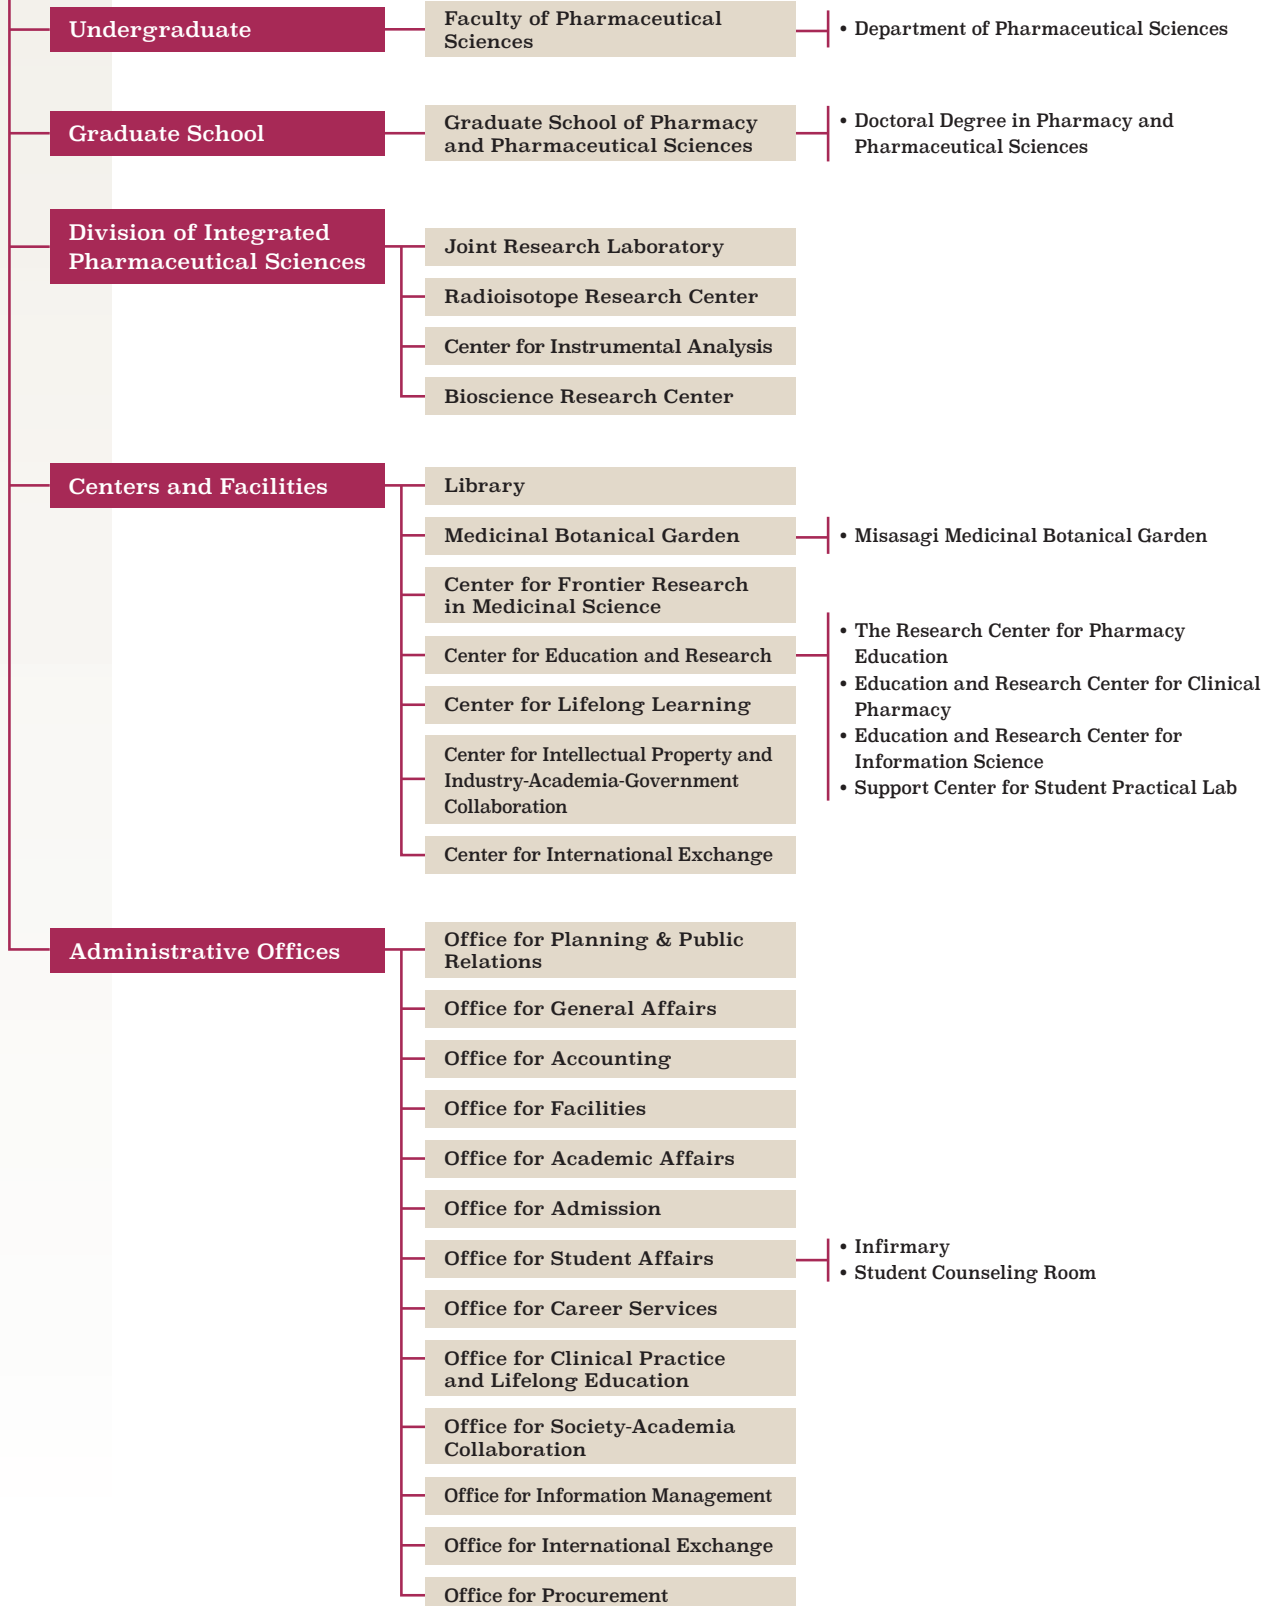 Undergraduate
Faculty of Pharmaceutical
Sciences
• Department of Pharmaceutical Sciences
Graduate School
Graduate School of Pharmacy
and Pharmaceutical Sciences
• Doctoral Degree in Pharmacy and
Pharmaceutical Sciences
Division of Integrated
Pharmaceutical Sciences
Joint Research Laboratory
Radioisotope Research Center
Center for Instrumental Analysis
Bioscience Research Center
Centers and Facilities
Library
Medicinal Botanical Garden
• Misasagi Medicinal Botanical Garden
Center for Frontier Research
in Medicinal Science
Center for Education and Research
• The Research Center for Pharmacy
Education
• Education and Research Center for Clinical
Pharmacy
• Education and Research Center for
Information Science
• Support Center for Student Practical Lab
Center for Lifelong Learning
Center for Intellectual Property and
Industry-Academia-Government
Collaboration
Center for International Exchange
Administrative Offices
Office for Planning & Public
Relations
Office for General Affairs
Office for Accounting
Office for Facilities
Office for Academic Affairs
Office for Admission
Office for Student Affairs
• Infirmary
• Student Counseling Room
Office for Career Services
Office for Clinical Practice
and Lifelong Education
Office for Society-Academia
Collaboration
Office for Information Management
Office for International Exchange
Office for Procurement